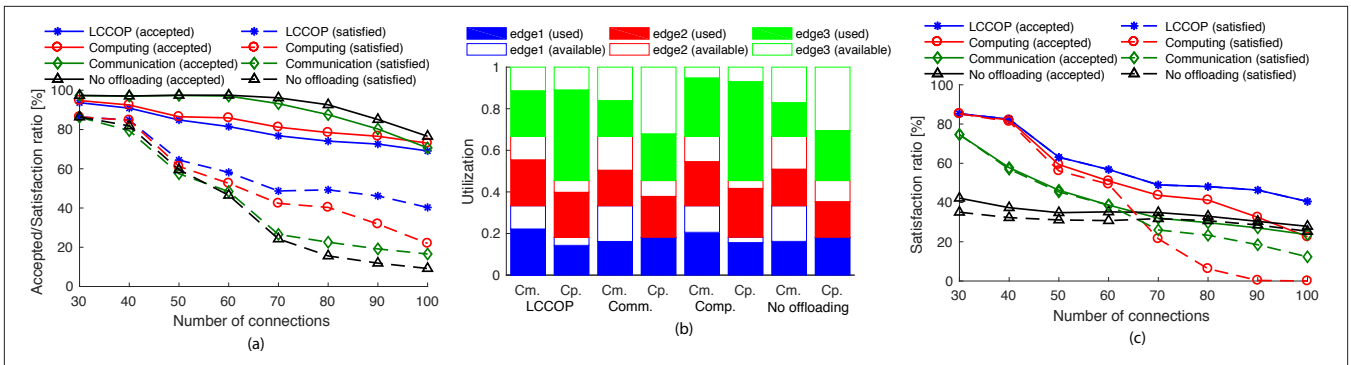 LCCOP (accepted) LCCOP (satisfied)
Computing (accepted) Computing (satisfied)
Communication (accepted) Communication (satisfied)
No offloading (accepted) No offloading (satisfied)
Accepted/Satisfaction ratio [%]
100
80
60
40
20
0
30 40 50 60 70 80 90 100
Number of connections
(a)
edge1 (used) edge2 (used) edge3 (used)
edge1 (available) edge2 (available) edge3 (available)
Utilization
1
0.8
0.6
0.4
0.2
0
Cm. Cp. Cm. Cp. Cm. Cp. Cm. Cp.
LCCOP Comm. Comp. No offloading
(b)
LCCOP (accepted) LCCOP (satisfied)
Computing (accepted) Computing (satisfied)
Communication (accepted) Communication (satisfied)
No offloading (accepted) No offloading (satisfied)
Satisfaction ratio [%]
100
80
60
40
20
0
30 40 50 60 70 80 90 100
Number of connections
(c)